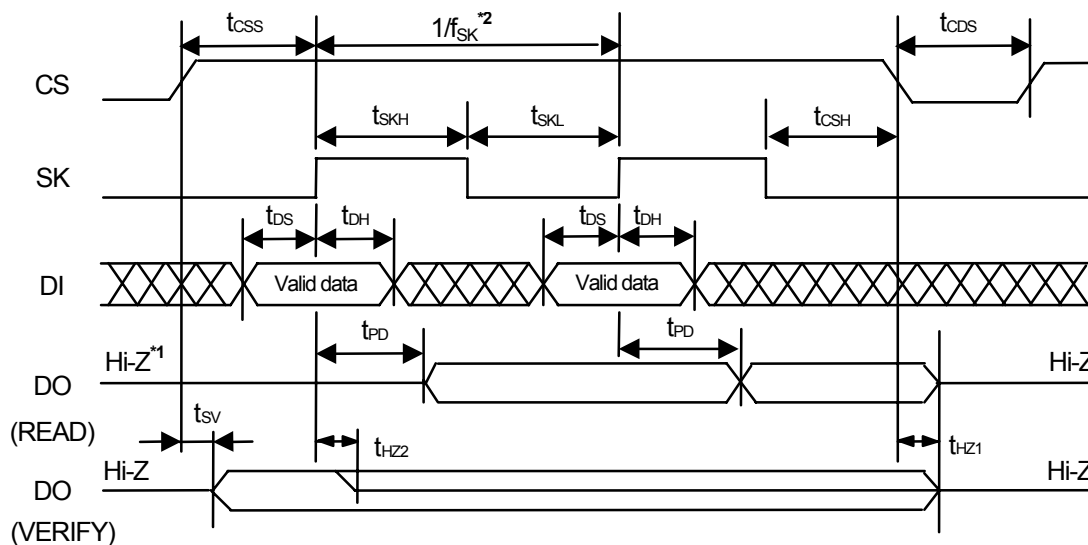 tCSS 1/fSK*2 tCDS
CS
tSKH tSKL tCSH
SK
tDS tDH tDS tDH
DI Valid data Valid data
tPD tPD
Hi-Z*1 Hi-Z
DO
(READ)
tSV tHZ2 tHZ1
Hi-Z Hi-Z
DO
(VERIFY)